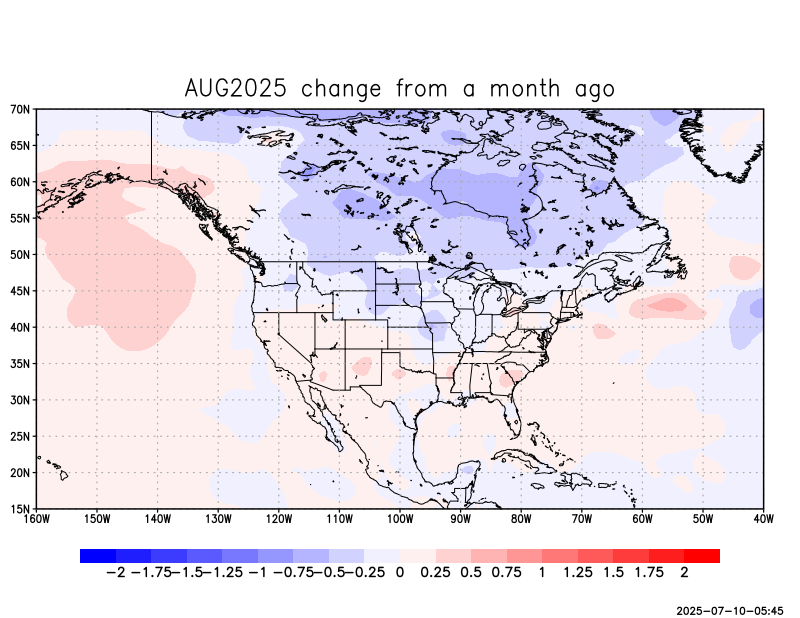 AUG2025 change from a month ago
70N
65N
60N
55N
50N
45N
40N
35N
30N
25N
20N
15N
160W 150W 140W 130W 120W 110W 100W 90W 80W 70W 60W 50W 40W
-2 -1.75 -1.5 -1.25 -1 -0.75 -0.5 -0.25 0 0.25 0.5 0.75 1 1.25 1.5 1.75 2
2025-07-10-05:45